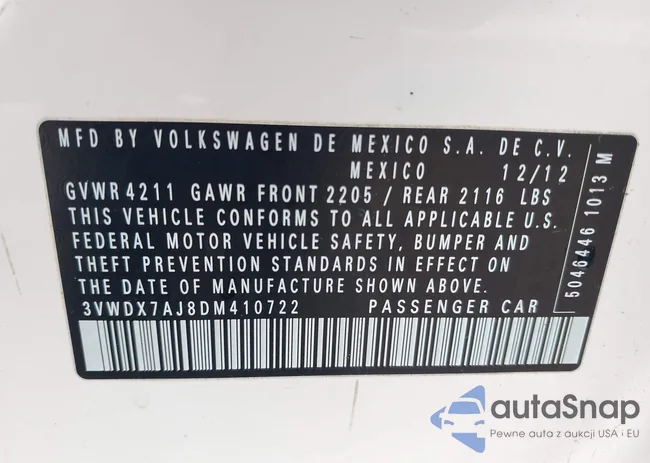 MFD BY VOLKSWAGEN DE MEXICO S.A. DE C.V.
MEXICO 12/12
GVWR 4211 GAWR FRONT 2205 / REAR 2116 LBS
THIS VEHICLE CONFORMS TO ALL APPLICABLE U.S.
FEDERAL MOTOR VEHICLE SAFETY, BUMPER AND
THEFT PREVENTION STANDARDS IN EFFECT ON
THE DATE OF MANUFACTURE SHOWN ABOVE.
3VWDX7AJ8DM410722 PASSENGER CAR
5046446 1013 M
autaSnap
Pewne auta z aukcji USA i EU